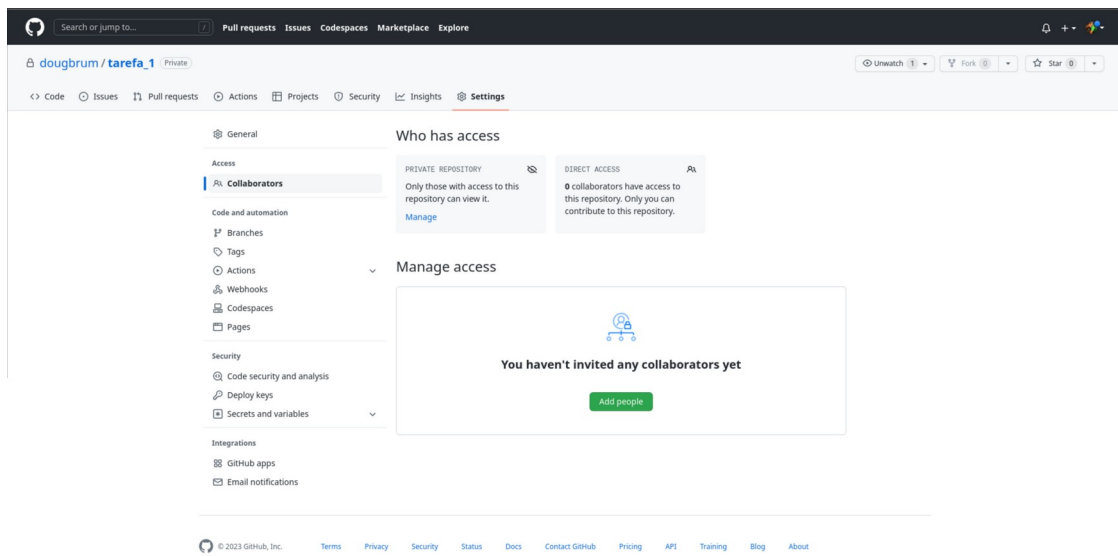 Search or jump to... /
Pull requests Issues Codespaces Marketplace Explore
dougbrum / tarefa_1 Private
Unwatch 1 Fork 0 Star 0
Code Issues Pull requests Actions Projects Security Insights Settings
General
Access
Collaborators
Code and automation
Branches
Tags
Actions
Webhooks
Codespaces
Pages
Security
Code security and analysis
Deploy keys
Secrets and variables
Integrations
GitHub apps
Email notifications
Who has access
PRIVATE REPOSITORY
Only those with access to this
repository can view it.
Manage
DIRECT ACCESS
0 collaborators have access to
this repository. Only you can
contribute to this repository.
Manage access
You haven't invited any collaborators yet
Add people
© 2023 GitHub, Inc. Terms Privacy Security Status Docs Contact GitHub Pricing API Training Blog About